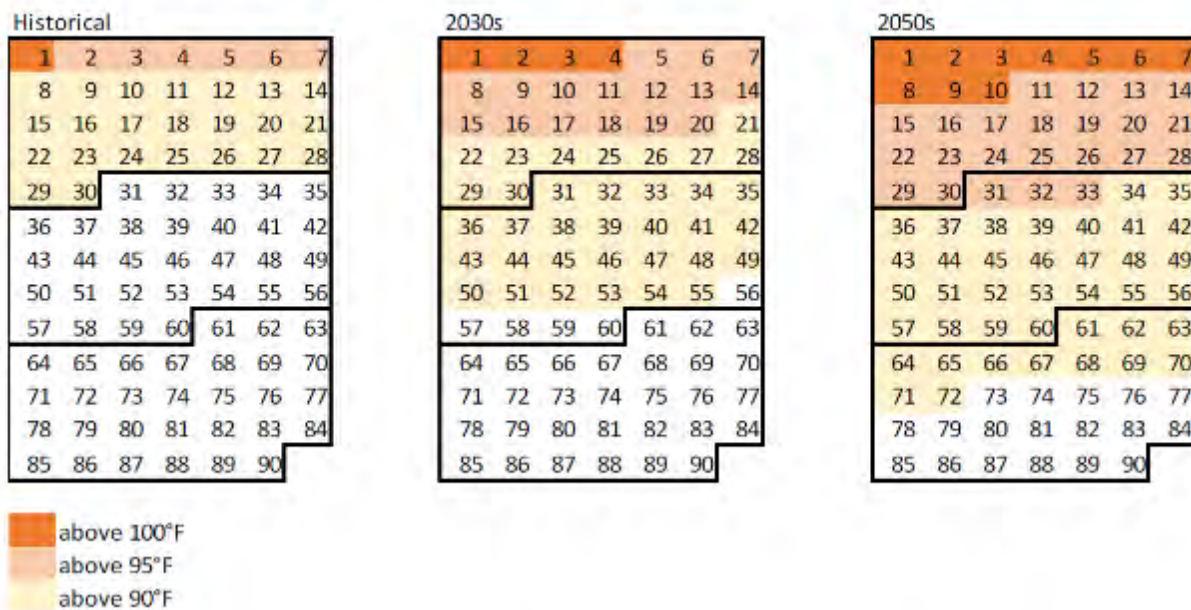 Historical
1 2 3 4 5 6 7
8 9 10 11 12 13 14
15 16 17 18 19 20 21
22 23 24 25 26 27 28
29 30 31 32 33 34 35
36 37 38 39 40 41 42
43 44 45 46 47 48 49
50 51 52 53 54 55 56
57 58 59 60 61 62 63
64 65 66 67 68 69 70
71 72 73 74 75 76 77
78 79 80 81 82 83 84
85 86 87 88 89 90
2030s
1 2 3 4 5 6 7
8 9 10 11 12 13 14
15 16 17 18 19 20 21
22 23 24 25 26 27 28
29 30 31 32 33 34 35
36 37 38 39 40 41 42
43 44 45 46 47 48 49
50 51 52 53 54 55 56
57 58 59 60 61 62 63
64 65 66 67 68 69 70
71 72 73 74 75 76 77
78 79 80 81 82 83 84
85 86 87 88 89 90
2050s
1 2 3 4 5 6 7
8 9 10 11 12 13 14
15 16 17 18 19 20 21
22 23 24 25 26 27 28
29 30 31 32 33 34 35
36 37 38 39 40 41 42
43 44 45 46 47 48 49
50 51 52 53 54 55 56
57 58 59 60 61 62 63
64 65 66 67 68 69 70
71 72 73 74 75 76 77
78 79 80 81 82 83 84
85 86 87 88 89 90
above 100°F
above 95°F
above 90°F